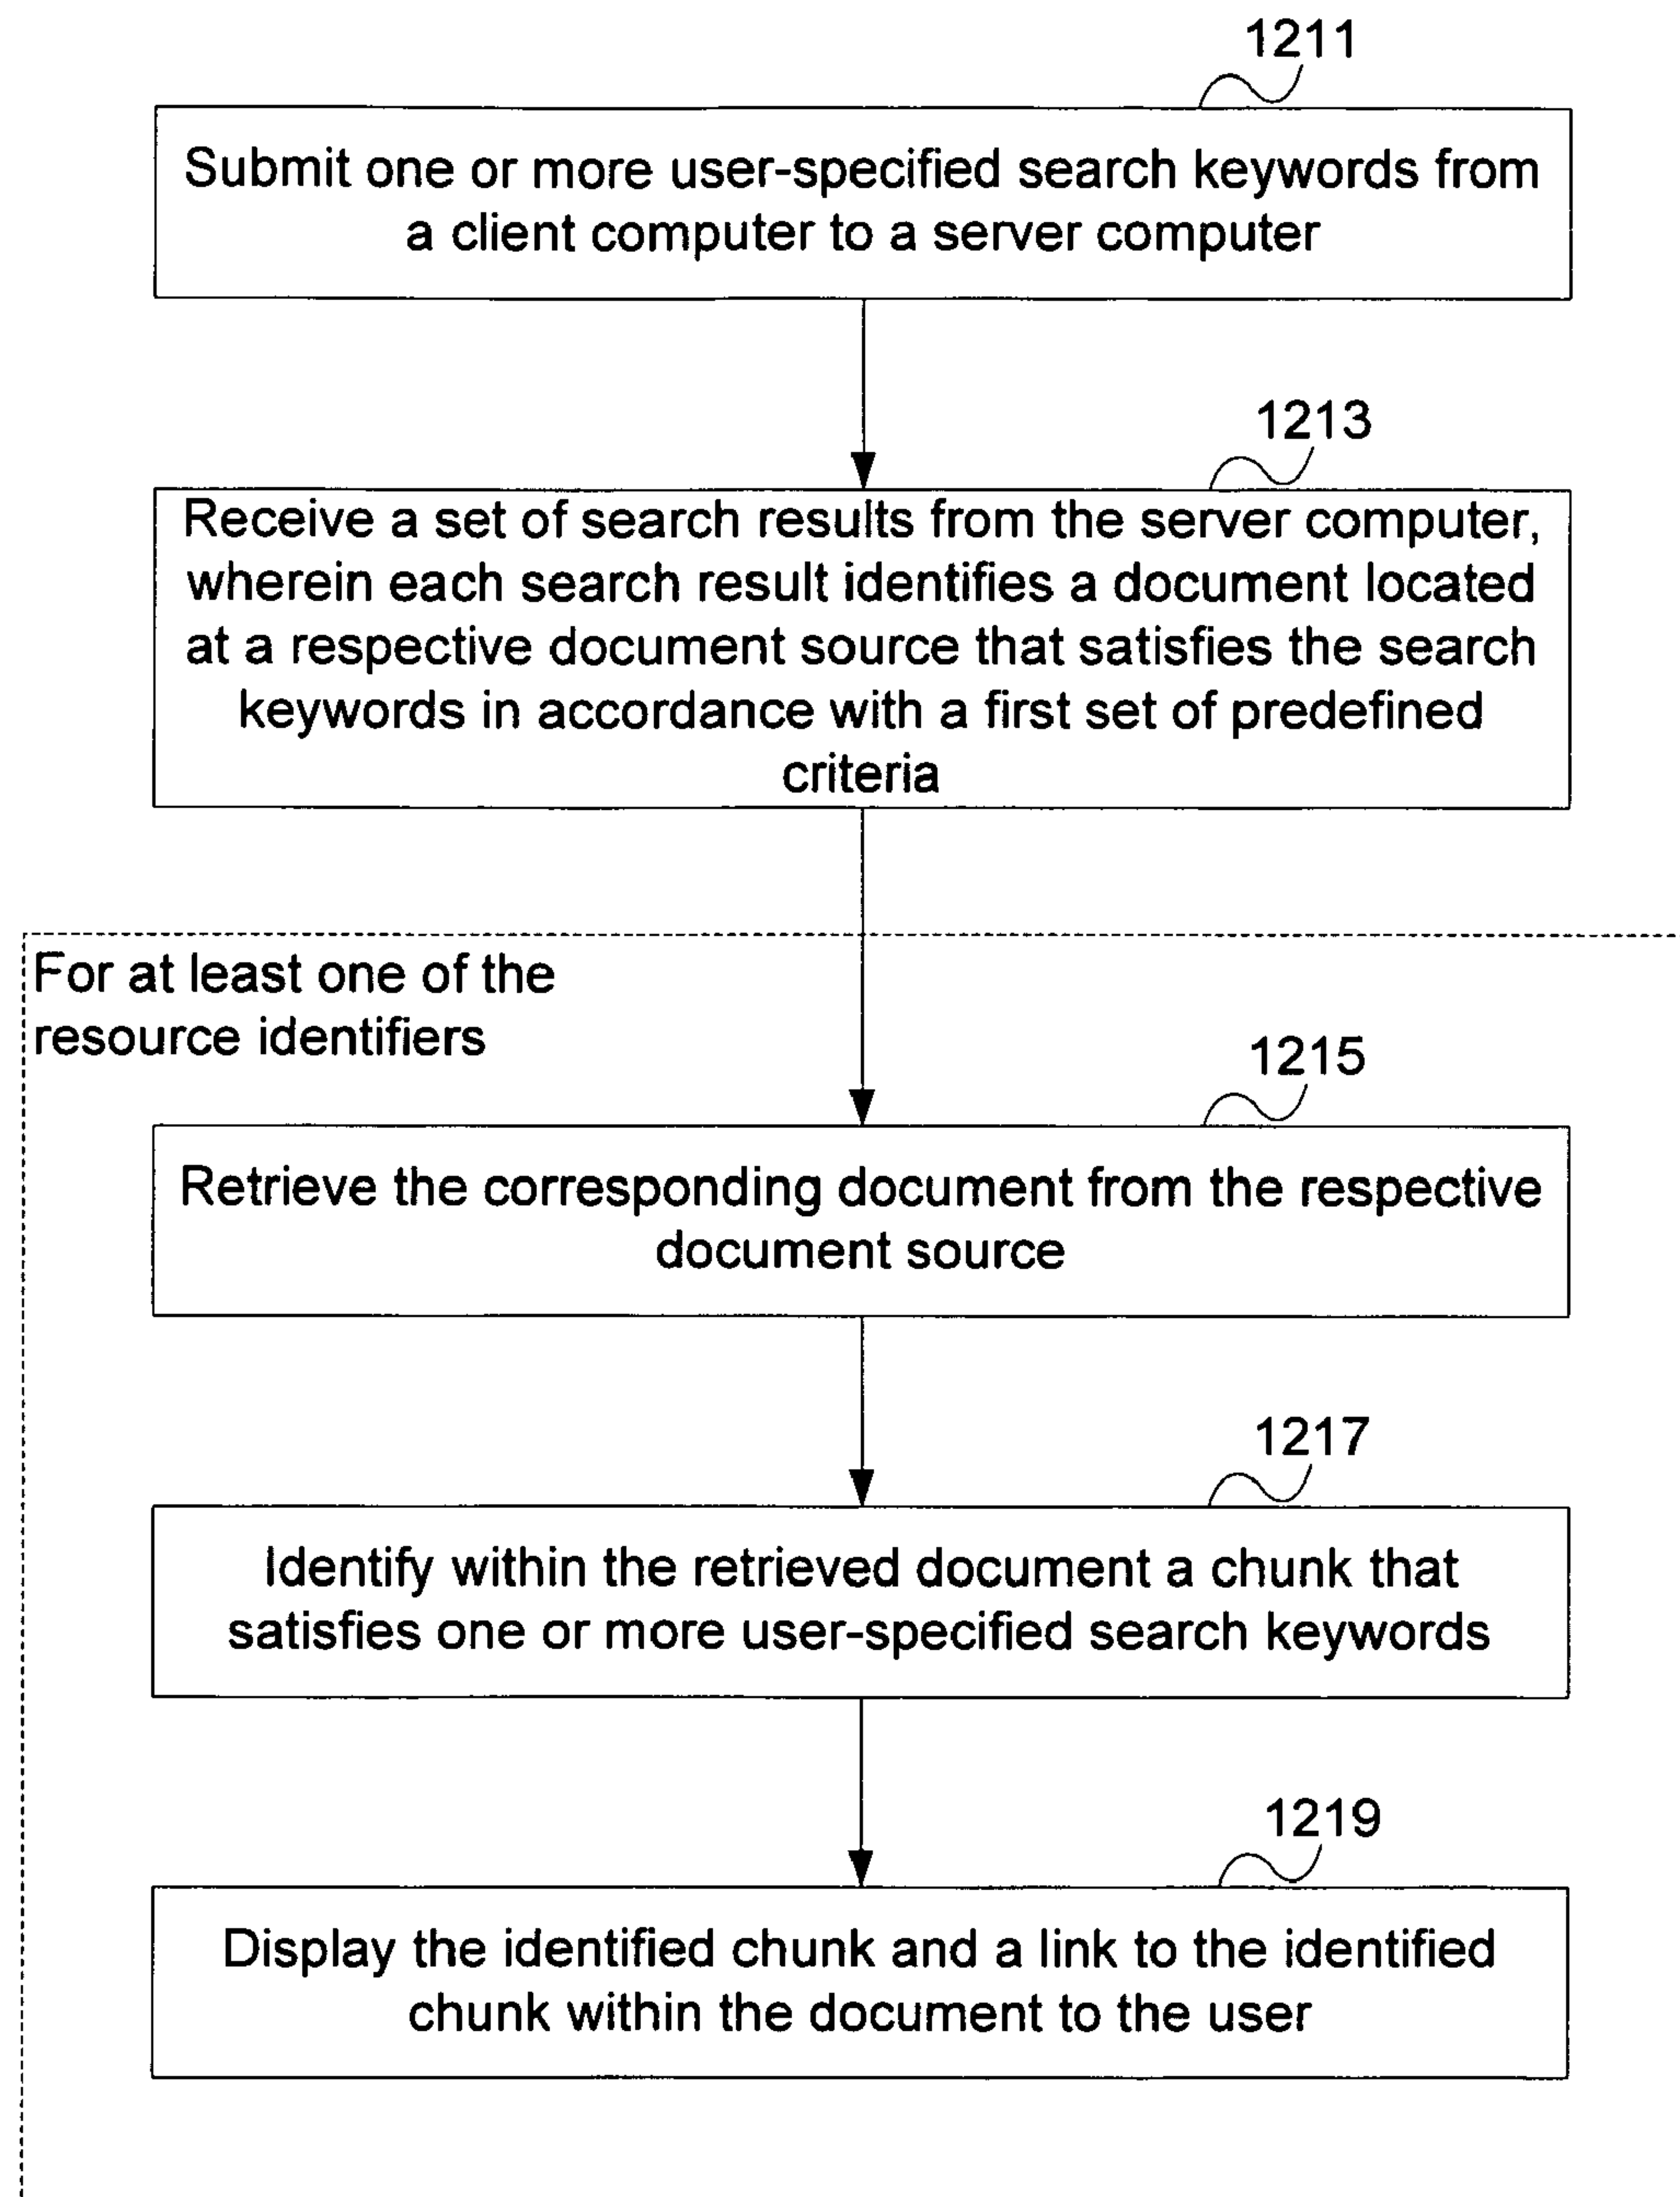 1211
Submit one or more user-specified search keywords from
a client computer to a server computer
1213
Receive a set of search results from the server computer,
wherein each search result identifies a document located
at a respective document source that satisfies the search
keywords in accordance with a first set of predefined
criteria
For at least one of the
resource identifiers
1215
Retrieve the corresponding document from the respective
document source
1217
Identify within the retrieved document a chunk that
satisfies one or more user-specified search keywords
1219
Display the identified chunk and a link to the identified
chunk within the document to the user